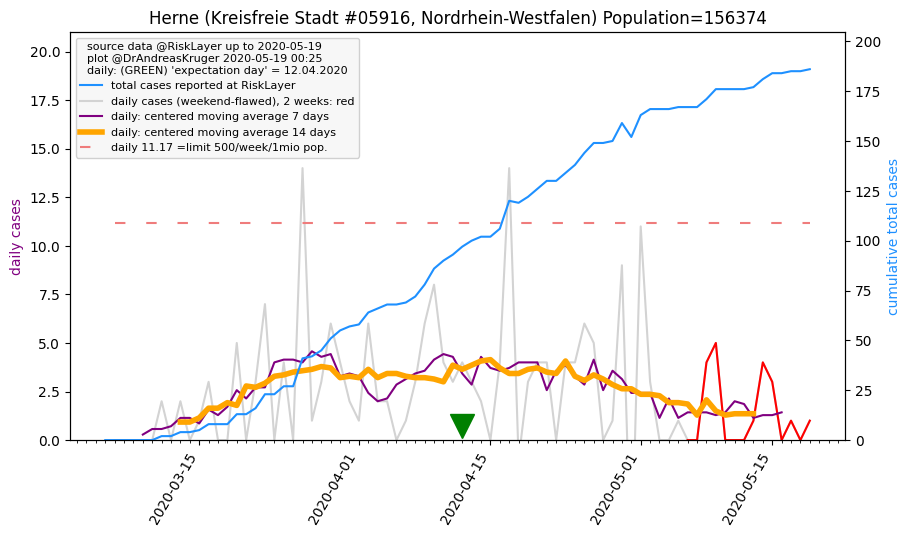 Herne (Kreisfreie Stadt #05916, Nordrhein-Westfalen) Population=156374
source data @RiskLayer up to 2020-05-19
plot @DrAndreasKruger 2020-05-19 00:25
daily: (GREEN) 'expectation day' = 12.04.2020
total cases reported at RiskLayer
daily cases (weekend-flawed), 2 weeks: red
daily: centered moving average 7 days
daily: centered moving average 14 days
daily 11.17 =limit 500/week/1mio pop.
daily cases
20.0
17.5
15.0
12.5
10.0
7.5
5.0
2.5
0.0
200
175
150
125
100
75
50
25
0
cumulative total cases
2020-03-15
2020-04-01
2020-04-15
2020-05-01
2020-05-15